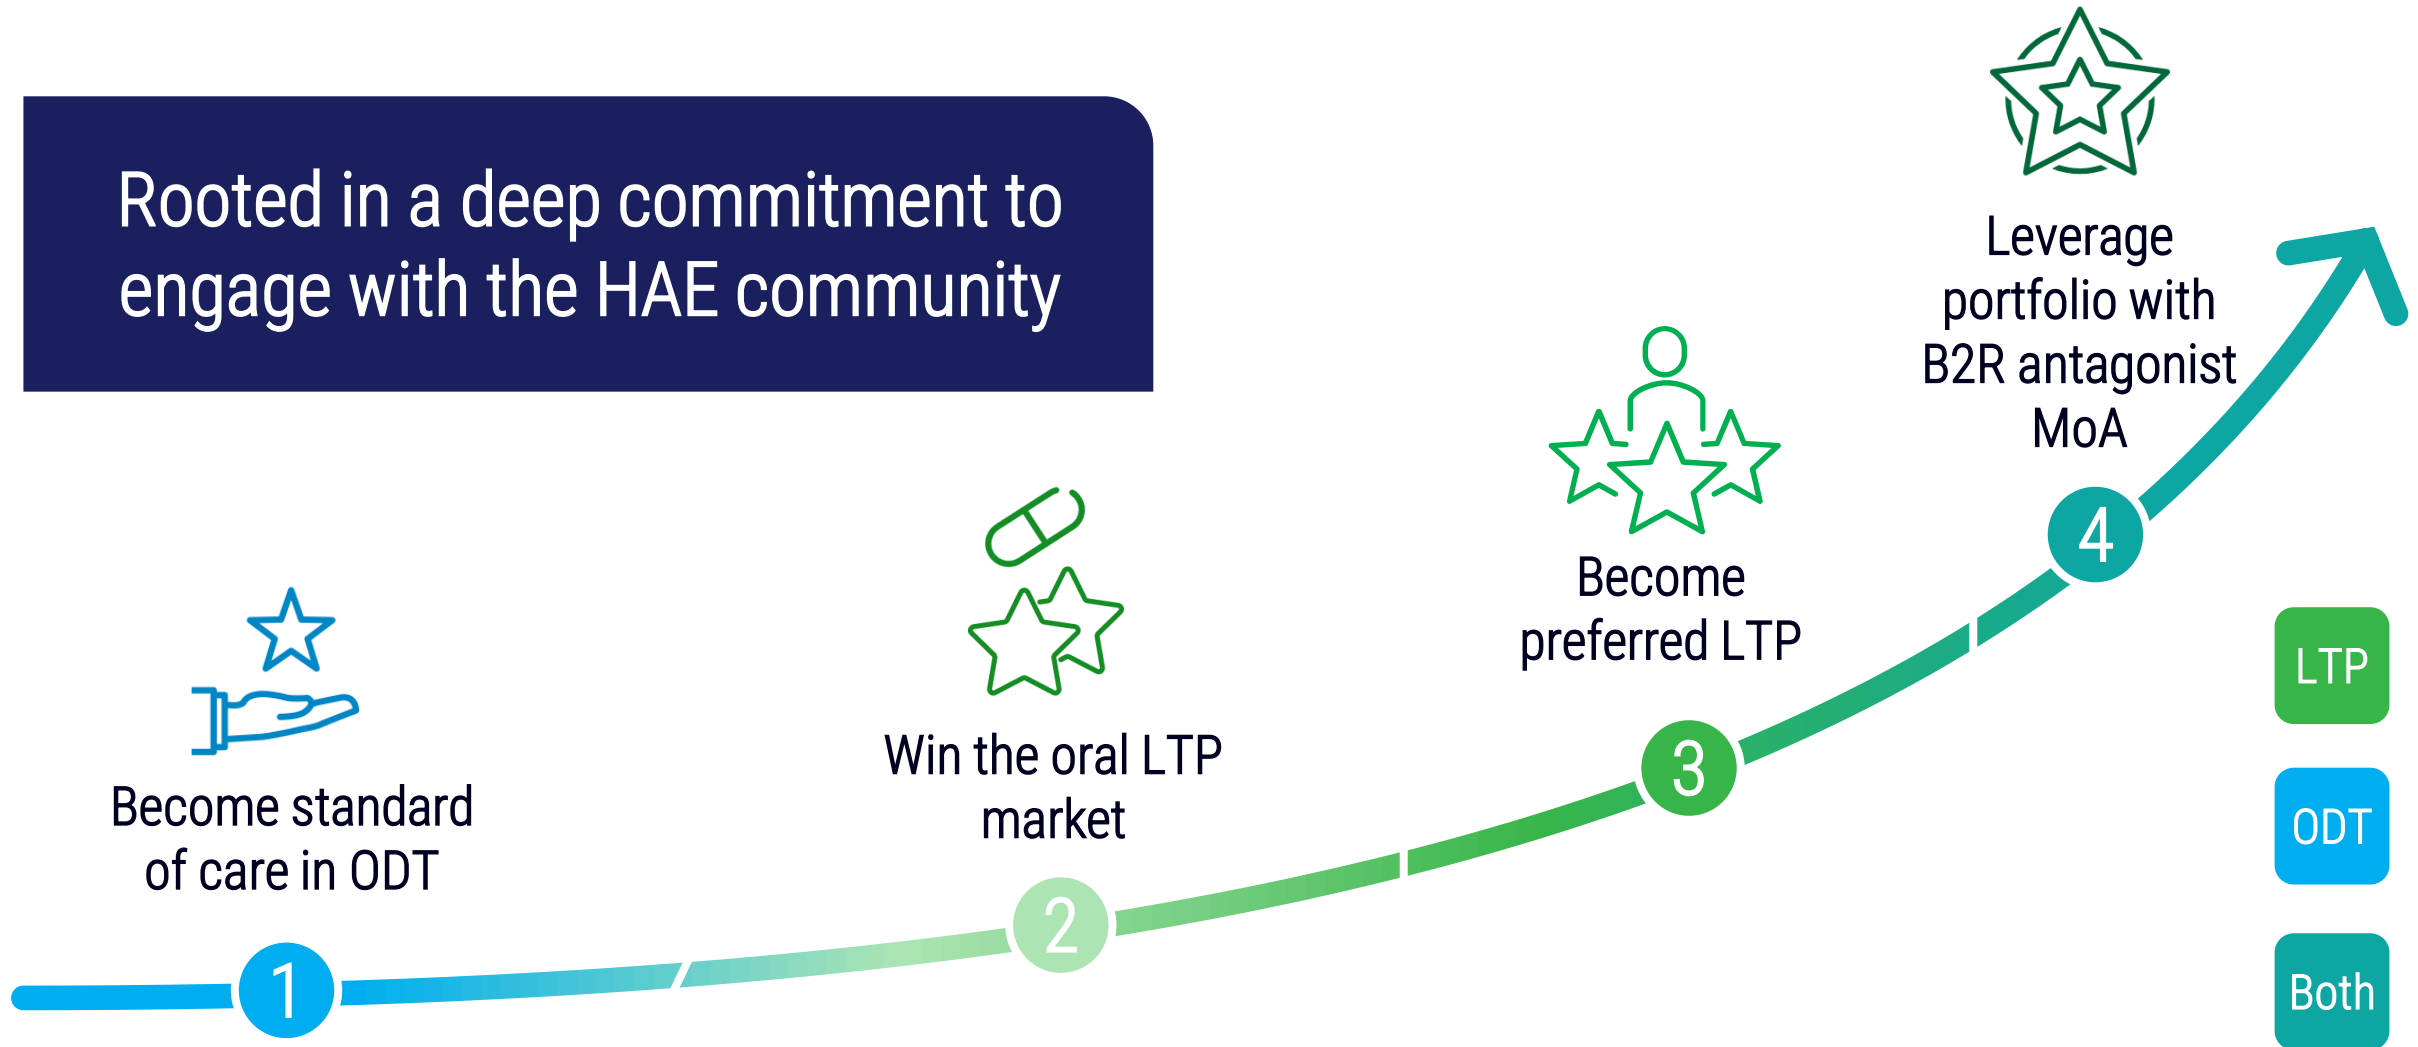 Rooted in a deep commitment to
engage with the HAE community
Become standard
of care in ODT
1
Win the oral LTP
market
2
Become
preferred LTP
3
Leverage
portfolio with
B2R antagonist
MoA
4
LTP
ODT
Both